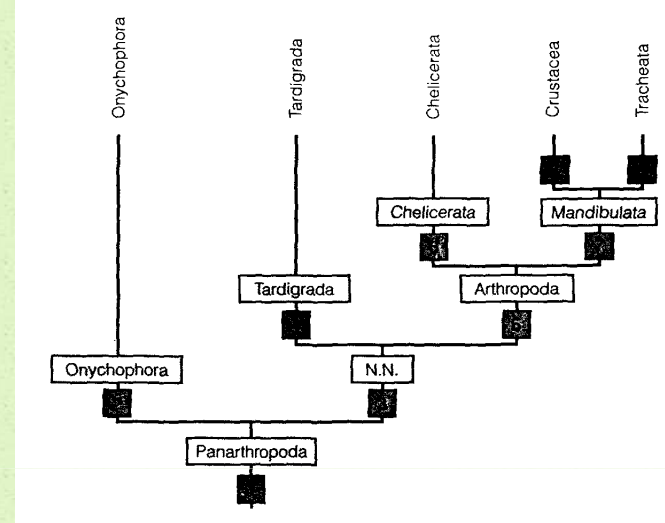 Onychophora
Tardigrada
Chelicerata
Crustacea
Tracheata
Chelicerata
Mandibulata
Tardigrada
Arthropoda
Onychophora
N.N.
Panarthropoda